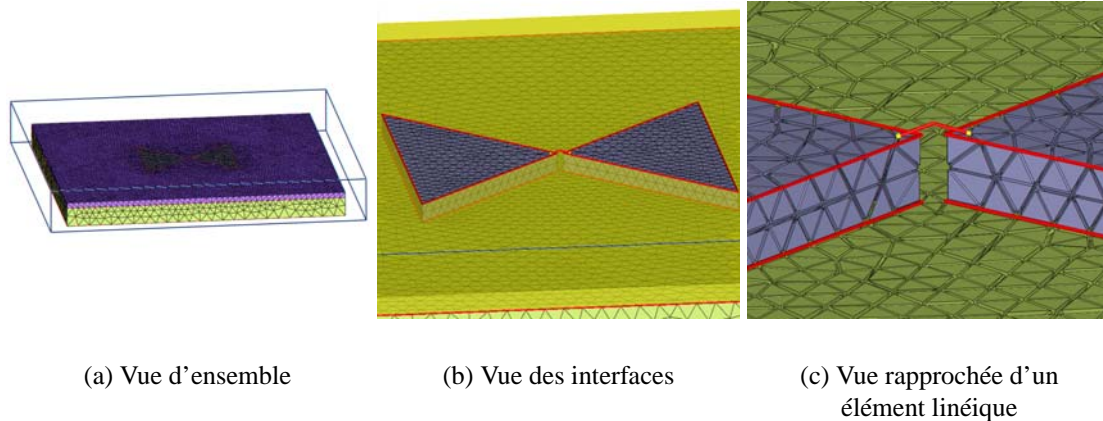 (a) Vue d'ensemble
(b) Vue des interfaces
(c) Vue rapprochée d'un
élément linéique